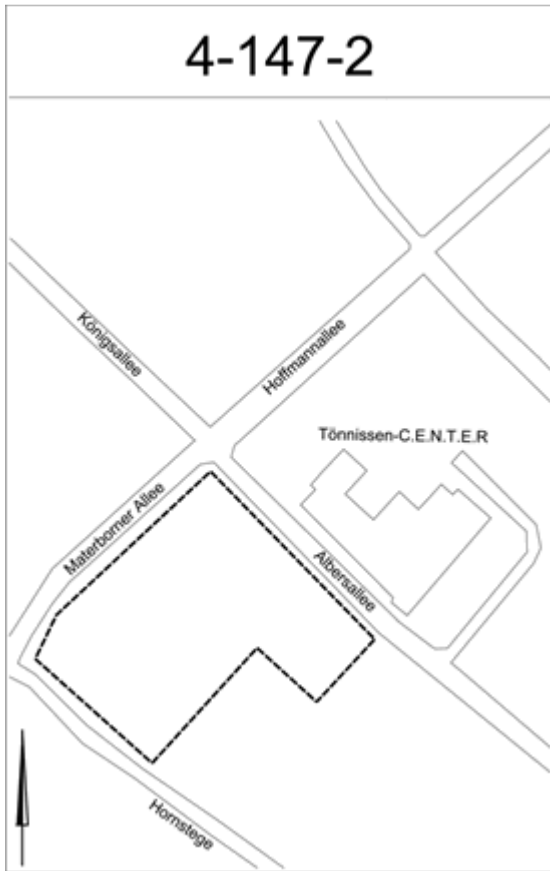 4-147-2
Königsallee
Hoffmannallee
Tönnissen-C.E.N.T.E.R
Materborner Allee
Albersallee
Hornstege